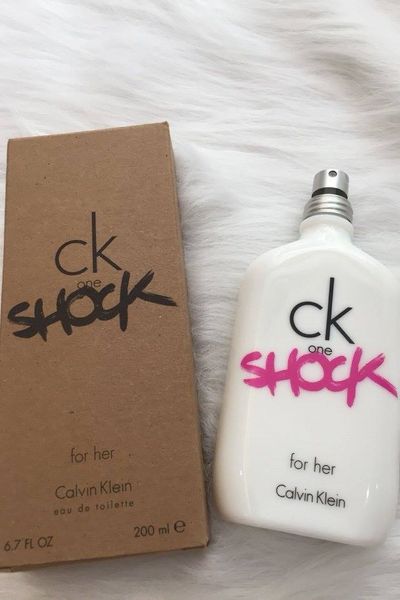 ck
one
SHOCK
for her
Calvin Klein
eau de toilette
6.7 FL OZ
200 ml e
ck
one
SHOCK
for her
Calvin Klein